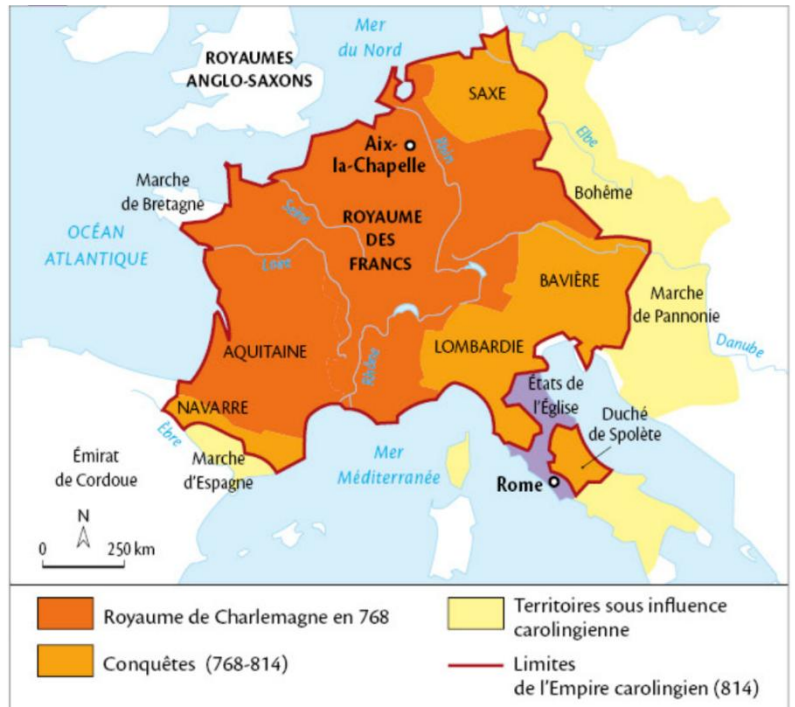 Mer
du Nord
ROYAUMES
ANGLO-SAXONS
SAXE
Elbe
Aix-
la-Chapelle
Rhin
Marche
de Bretagne
Bohême
Seine
ROYAUME
DES
FRANCS
OCÉAN
ATLANTIQUE
Loire
BAVIÈRE
Marche
de Pannonie
Danube
AQUITAINE
LOMBARDIE
Rhône
États de
l'Église
NAVARRE
Duché
de Spolète
Èbre
Émirat
de Cordoue
Marche
d'Espagne
Mer
Méditerranée
Rome
N
0 250 km
Royaume de Charlemagne en 768
Conquêtes (768-814)
Territoires sous influence
carolingienne
Limites
de l'Empire carolingien (814)